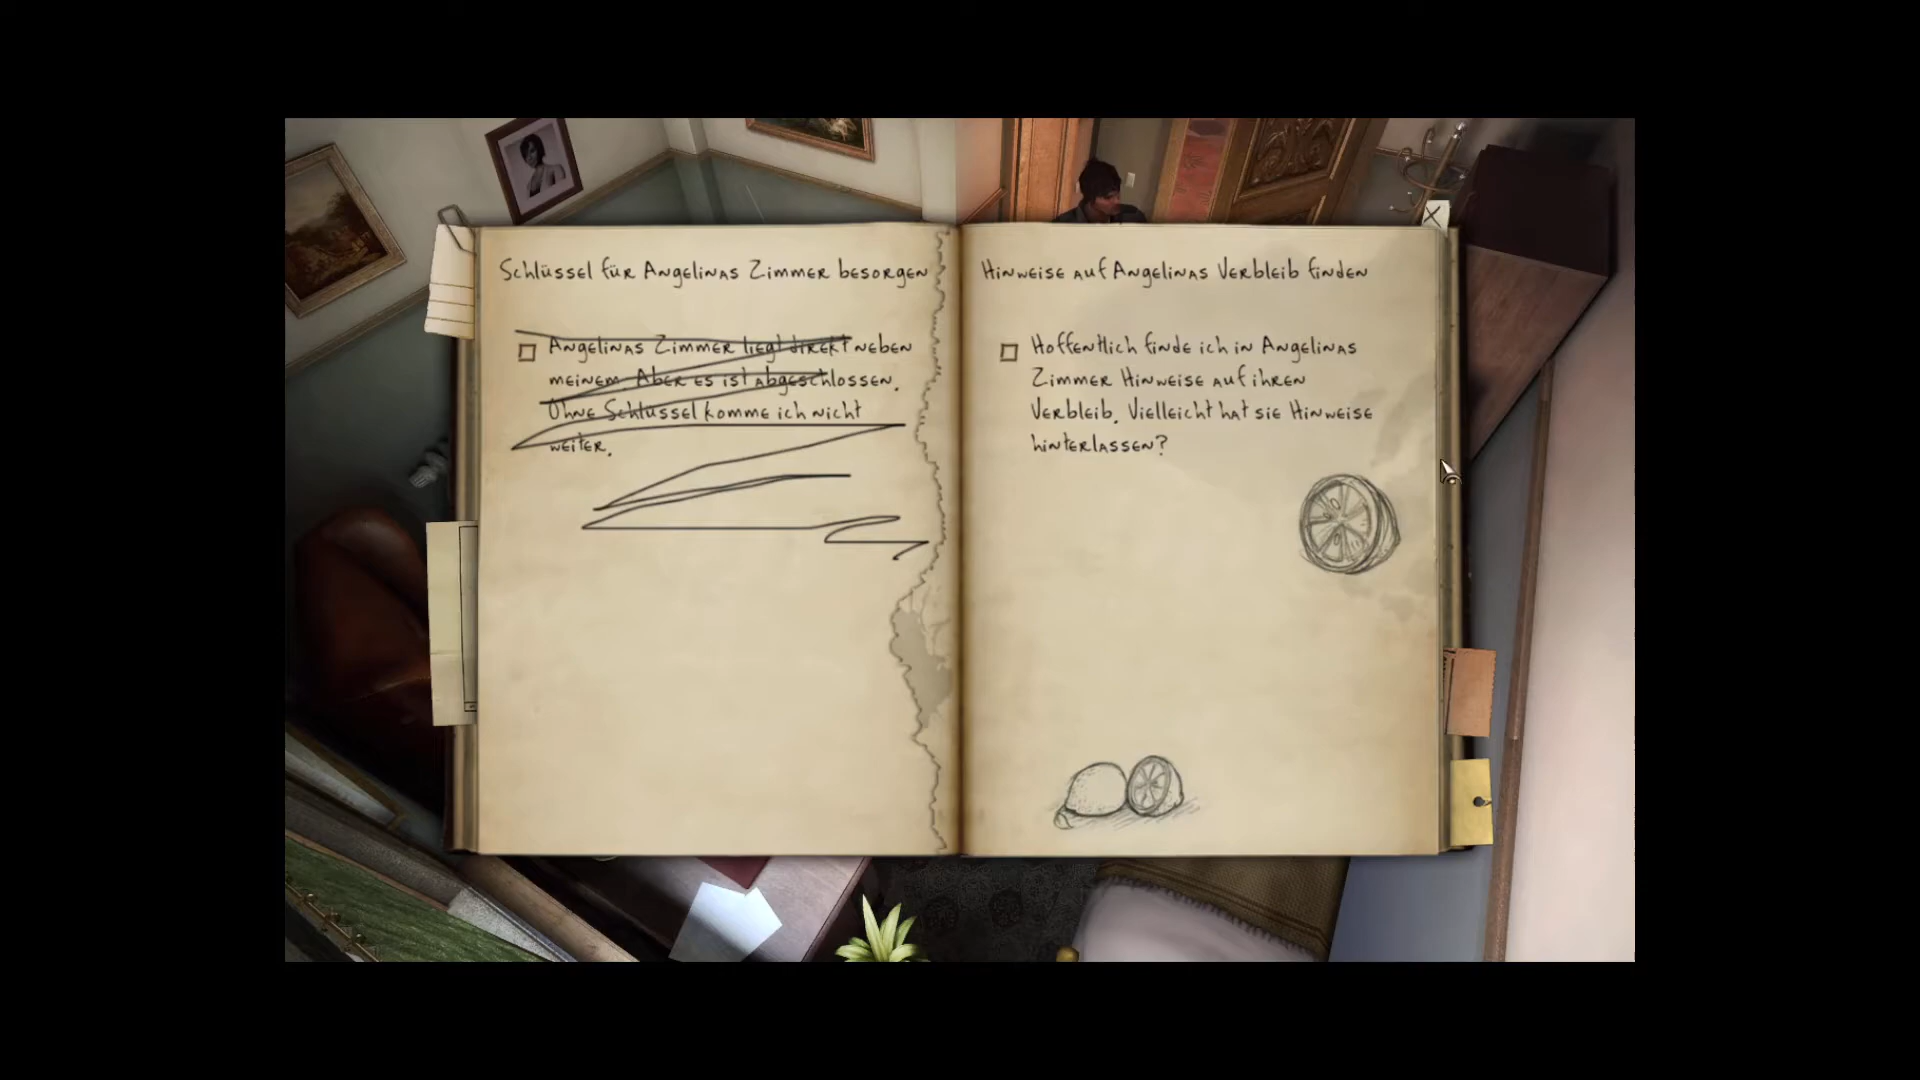 Schlüssel für Angelinas Zimmer besorgen
Angelinas Zimmer liegt direkt neben
meinem. Aber es ist abgeschlossen.
Ohne Schlüssel komme ich nicht
weiter.
Hinweise auf Angelinas Verbleib finden
Hoffentlich finde ich in Angelinas
Zimmer Hinweise auf ihren
Verbleib. Vielleicht hat sie Hinweise
hinterlassen?